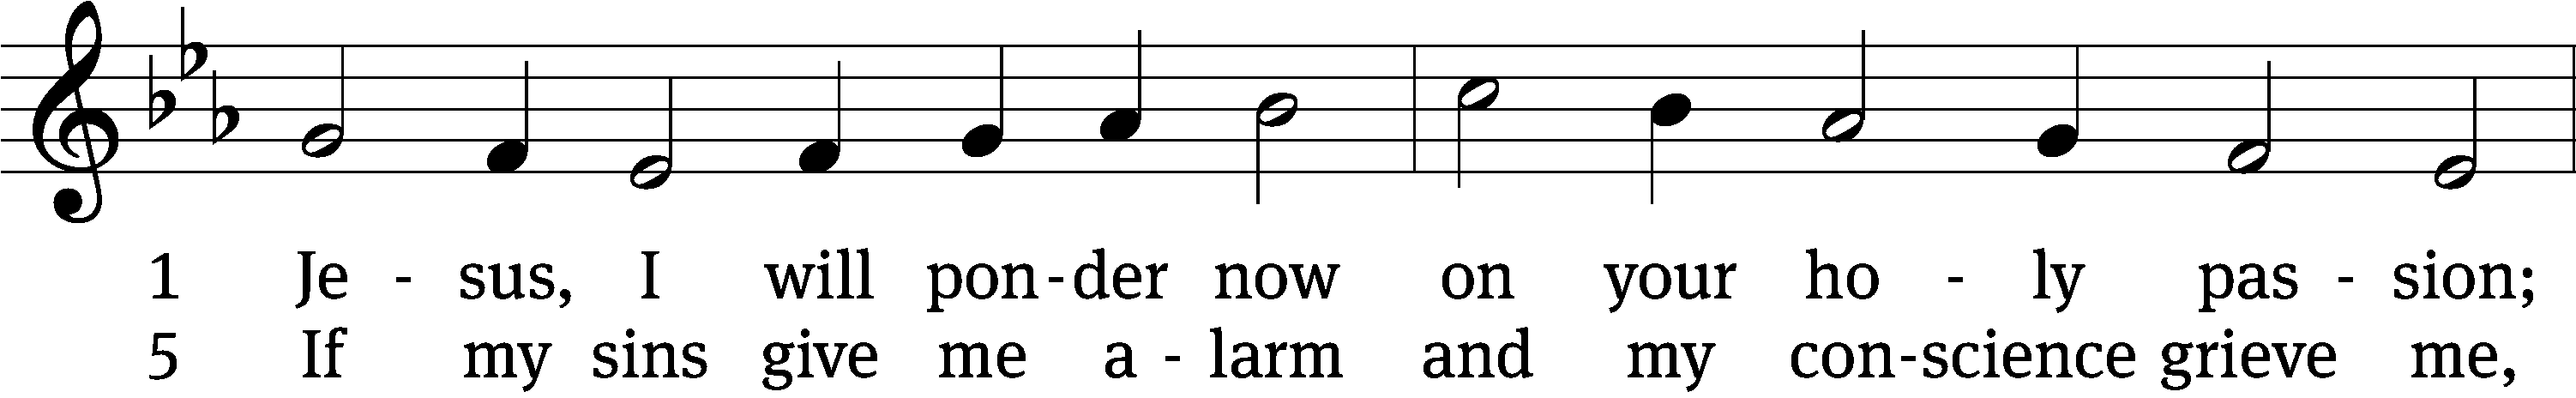 1 Je - sus, I will pon - der now on your ho - ly pas - sion;
5 If my sins give me a - larm and my con - science grieve me,